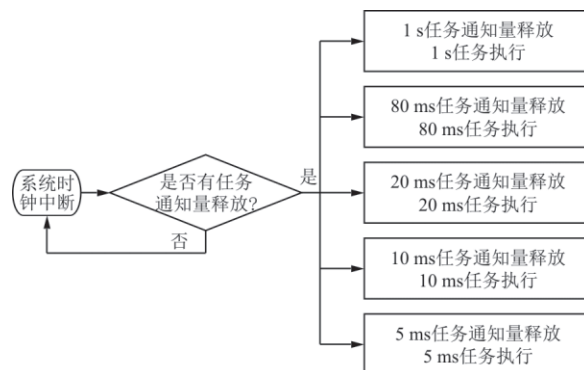 1 s任务通知量释放
1 s任务执行
80 ms任务通知量释放
80 ms任务执行
系统时
钟中断
是否有任务
通知量释放?
是
否
20 ms任务通知量释放
20 ms任务执行
10 ms任务通知量释放
10 ms任务执行
5 ms任务通知量释放
5 ms任务执行